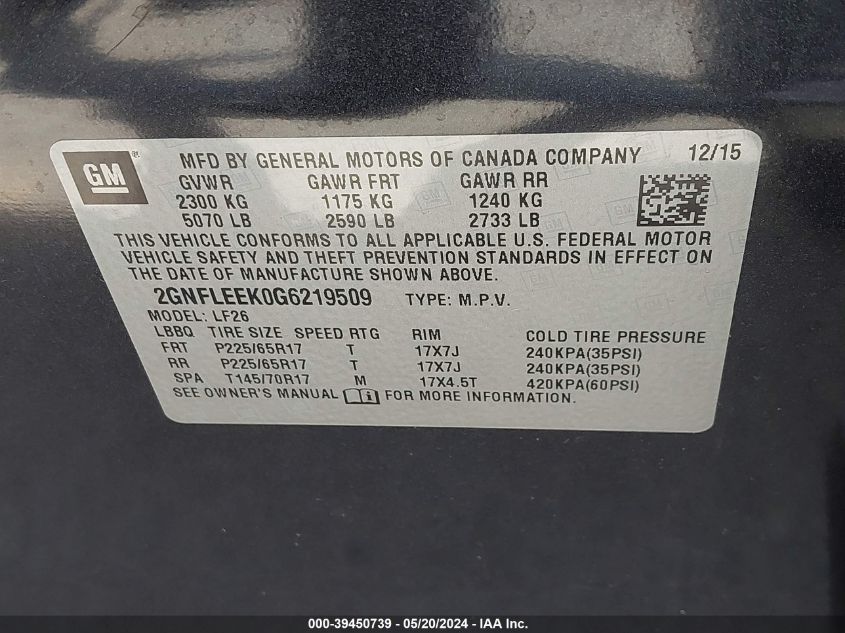 GM ® MFD BY GENERAL MOTORS OF CANADA COMPANY 12/15
GVWR GAWR FRT GAWR RR
2300 KG 1175 KG 1240 KG
5070 LB 2590 LB 2733 LB
THIS VEHICLE CONFORMS TO ALL APPLICABLE U.S. FEDERAL MOTOR
VEHICLE SAFETY AND THEFT PREVENTION STANDARDS IN EFFECT ON
THE DATE OF MANUFACTURE SHOWN ABOVE.
2GNFLEEK0G6219509 TYPE: M.P.V.
MODEL: LF26
LBBQ TIRE SIZE SPEED RTG RIM COLD TIRE PRESSURE
FRT P225/65R17 T 17X7J 240KPA(35PSI)
RR P225/65R17 T 17X7J 240KPA(35PSI)
SPA T145/70R17 M 17X4.5T 420KPA(60PSI)
SEE OWNER'S MANUAL FOR MORE INFORMATION.
000-39450739 - 05/20/2024 - IAA Inc.